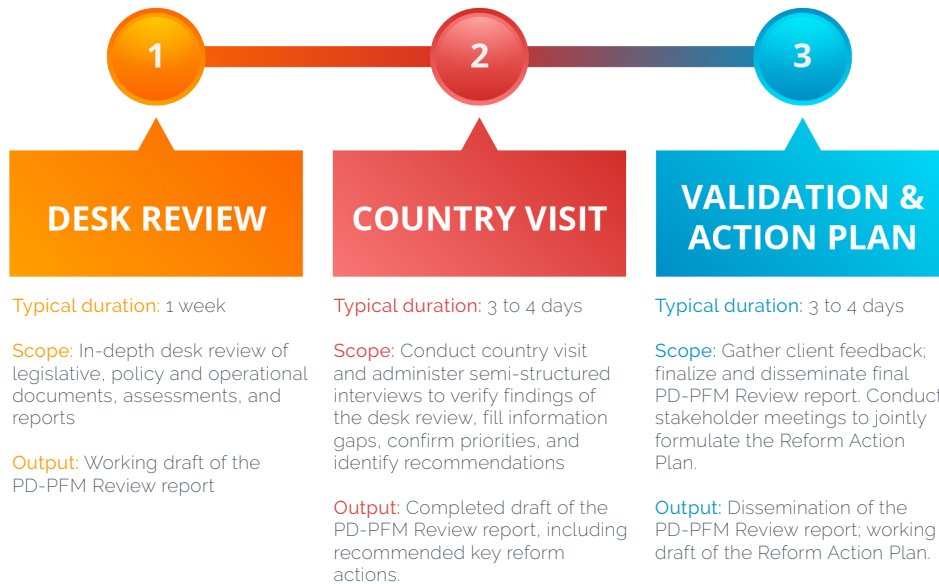 1
2
3
DESK REVIEW
Typical duration: 1 week
Scope: In-depth desk review of
legislative, policy and operational
documents, assessments, and
reports
Output: Working draft of the
PD-PFM Review report
COUNTRY VISIT
Typical duration: 3 to 4 days
Scope: Conduct country visit
and administer semi-structured
interviews to verify findings of
the desk review, fill information
gaps, confirm priorities, and
identify recommendations
Output: Completed draft of the
PD-PFM Review report, including
recommended key reform
actions.
VALIDATION &
ACTION PLAN
Typical duration: 3 to 4 days
Scope: Gather client feedback;
finalize and disseminate final
PD-PFM Review report. Conduct
stakeholder meetings to jointly
formulate the Reform Action
Plan.
Output: Dissemination of the
PD-PFM Review report; working
draft of the Reform Action Plan.